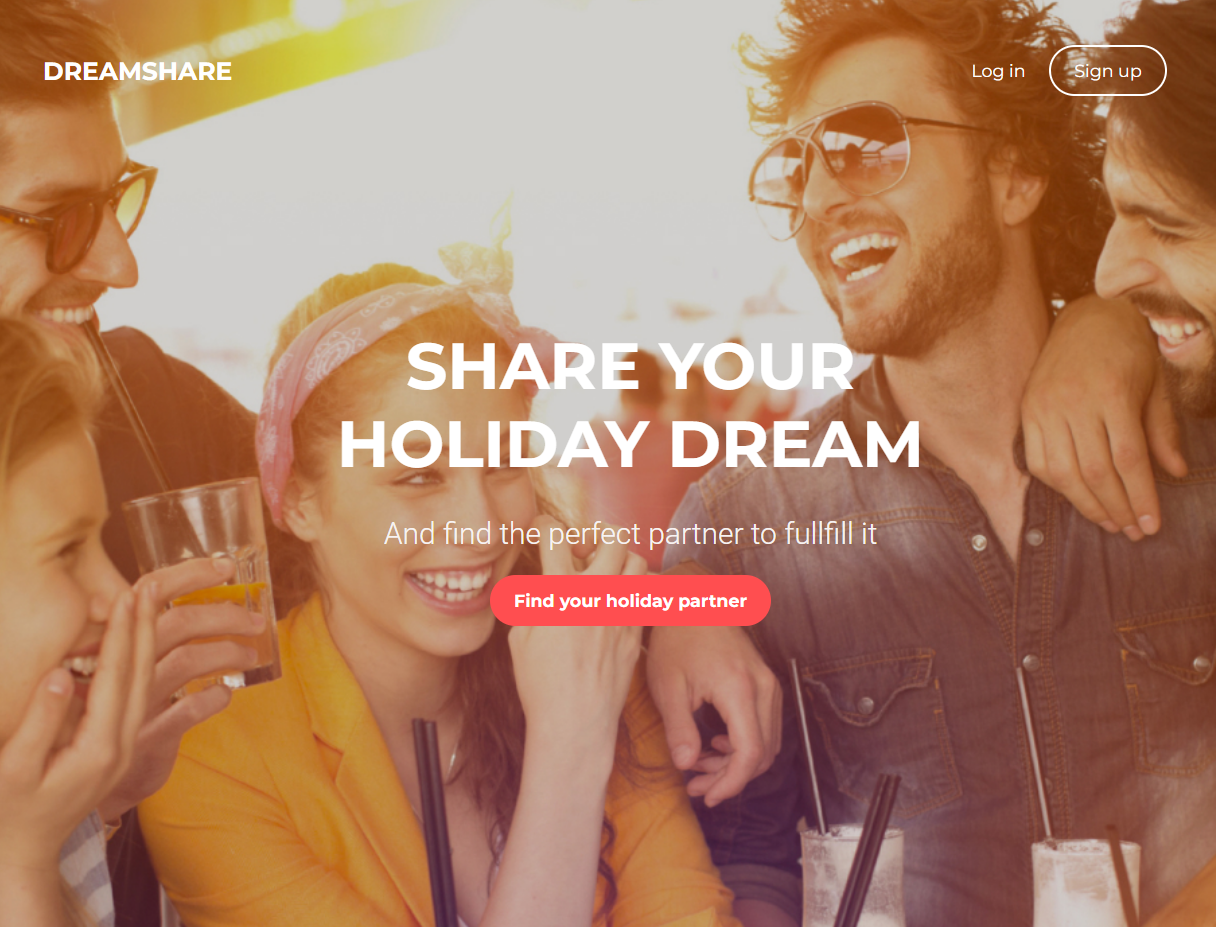 DREAMSHARE
Log in
Sign up
SHARE YOUR
HOLIDAY DREAM
And find the perfect partner to fullfill it
Find your holiday partner